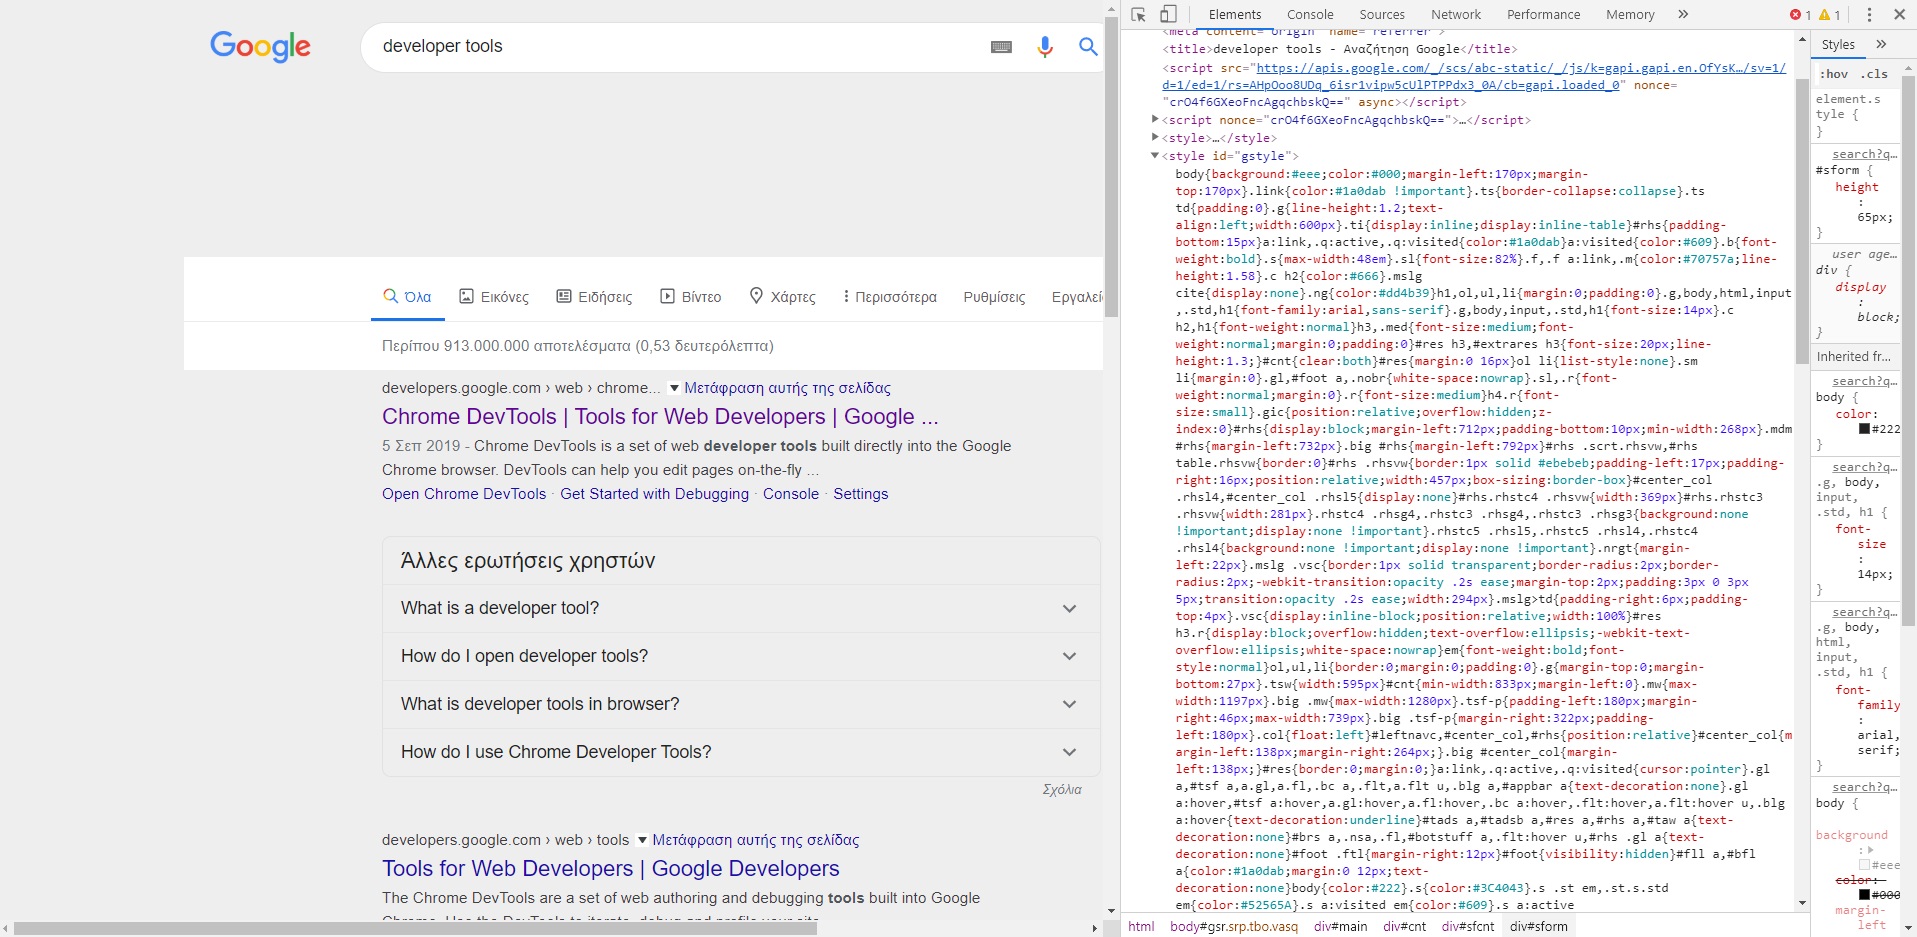 Google
developer tools
Όλα
Εικόνες
Ειδήσεις
Βίντεο
Χάρτες
Περισσότερα
Ρυθμίσεις
Περίπου 913.000.000 αποτελέσματα (0,53 δευτερόλεπτα)
developers.google.com › web › chrome... ▼ Μετάφραση αυτής της σελίδας
Chrome DevTools | Tools for Web Developers | Google ...
5 Σεπ 2019 - Chrome DevTools is a set of web developer tools built directly into the Google
Chrome browser. DevTools can help you edit pages on-the-fly ...
Open Chrome DevTools · Get Started with Debugging · Console · Settings
Άλλες ερωτήσεις χρηστών
What is a developer tool?
How do I open developer tools?
What is developer tools in browser?
How do I use Chrome Developer Tools?
Σχόλια
developers.google.com › web › tools ▼ Μετάφραση αυτής της σελίδας
Tools for Web Developers | Google Developers
The Chrome DevTools are a set of web authoring and debugging tools built into Google
Elements Console Sources Network Performance Memory » 1 1
<title>developer tools - Αναζήτηση Google</title>
<script src="https://apis.google.com/_/scs/abc-static/_/js/k=gapi.gapi.en.OfYsK…/sv=1/
d=1/ed=1/rs=AHpOoo8UDq_6isr1vipw5cUlPTPPdx3_0A/cb=gapi.loaded_0" nonce=
"crO4f6GXeoFncAgqchbskQ==" async></script>
<script nonce="crO4f6GXeoFncAgqchbskQ==">…</script>
<style>…</style>
<style id="gstyle">
body{background:#eee;color:#000;margin-left:170px;margin-
top:170px}.link{color:#1a0dab !important}.ts{border-collapse:collapse}.ts
td{padding:0}.g{line-height:1.2;text-
align:left;width:600px}.ti{display:inline;display:inline-table}#rhs{padding-
bottom:15px}a:link,.q:active,.q:visited{color:#1a0dab}a:visited{color:#609}.b{font-
weight:bold}.s{max-width:48em}.sl{font-size:82%}.f,.f a:link,.m{color:#70757a;line-
height:1.58}.c h2{color:#666}.mslg
cite{display:none}.ng{color:#dd4b39}h1,ol,ul,li{margin:0;padding:0}.g,body,html,input
,.std,h1{font-family:arial,sans-serif}.g,body,input,.std,h1{font-size:14px}.c
h2,h1{font-weight:normal}h3,.med{font-size:medium;font-
weight:normal;margin:0;padding:0}#res h3,#extrares h3{font-size:20px;line-
height:1.3;}#cnt{clear:both}#res{margin:0 16px}ol li{list-style:none}.sm
li{margin:0}.gl,#foot a,.nobr{white-space:nowrap}.sl,.r{font-
weight:normal;margin:0}.r{font-size:medium}h4.r{font-
size:small}.gic{position:relative;overflow:hidden;z-
index:0}#rhs{display:block;margin-left:712px;padding-bottom:10px;min-width:268px}.mdm
#rhs{margin-left:732px}.big #rhs{margin-left:792px}#rhs .scrt.rhsvw,#rhs
table.rhsvw{border:0}#rhs .rhsvw{border:1px solid #ebebeb;padding-left:17px;padding-
right:16px;position:relative;width:457px;box-sizing:border-box}#center_col
.rhsl4,#center_col .rhsl5{display:none}#rhs.rhstc4 .rhsvw{width:369px}#rhs.rhstc3
.rhsvw{width:281px}.rhstc4 .rhsg4,.rhstc3 .rhsg4,.rhstc3 .rhsg3{background:none
!important;display:none !important}.rhstc5 .rhsl5,.rhstc5 .rhsl4,.rhstc4
.rhsl4{background:none !important;display:none !important}.nrgt{margin-
left:22px}.mslg .vsc{border:1px solid transparent;border-radius:2px;border-
radius:2px;-webkit-transition:opacity .2s ease;margin-top:2px;padding:3px 0 3px
5px;transition:opacity .2s ease;width:294px}.mslg>td{padding-right:6px;padding-
top:4px}.vsc{display:inline-block;position:relative;width:100%}#res
h3.r{display:block;overflow:hidden;text-overflow:ellipsis;-webkit-text-
overflow:ellipsis;white-space:nowrap}em{font-weight:bold;font-
style:normal}ol,ul,li{border:0;margin:0;padding:0}.g{margin-top:0;margin-
bottom:27px}.tsw{width:595px}#cnt{min-width:833px;margin-left:0}.mw{max-
width:1197px}.big .mw{max-width:1280px}.tsf-p{padding-left:180px;margin-
right:46px;max-width:739px}.big .tsf-p{margin-right:322px;padding-
left:180px}.col{float:left}#leftnavc,#center_col,#rhs{position:relative}#center_col{m
argin-left:138px;margin-right:264px;}.big #center_col{margin-
left:138px;}#res{border:0;margin:0;}a:link,.q:active,.q:visited{cursor:pointer}.gl
a,#tsf a,a.gl,a.fl,.bc a,.flt,a.flt u,.blg a,#appbar a{text-decoration:none}.gl
a:hover,#tsf a:hover,a.gl:hover,a.fl:hover,.bc a:hover,.flt:hover,a.flt:hover u,.blg
a:hover{text-decoration:underline}#tads a,#tadsb a,#res a,#rhs a,#taw a{text-
decoration:none}#brs a,.nsa,.fl,#botstuff a,.flt:hover u,#rhs .gl a{text-
decoration:none}#foot .ftl{margin-right:12px}#foot{visibility:hidden}#fll a,#bfl
a{color:#1a0dab;margin:0 12px;text-
decoration:none}body{color:#222}.s{color:#3C4043}.s .st em,.st.s.std
em{color:#52565A}.s a:visited em{color:#609}.s a:active
html body#gsr.srp.tbo.vasq div#main div#cnt div#sfcnt div#sform
Styles »
:hov .cls
element.s
tyle {
}
search?q…
#sform {
height
:
65px;
}
user age…
div {
display
:
block;
}
Inherited fr…
search?q…
body {
color:
#222
}
search?q…
.g, body,
input,
.std, h1 {
font-
size
:
14px;
}
search?q…
.g, body,
html,
input,
.std, h1 {
font-
family
:
arial,
serif;
}
search?q…
body {
background
:
#eee
color:
#000
margin-
left